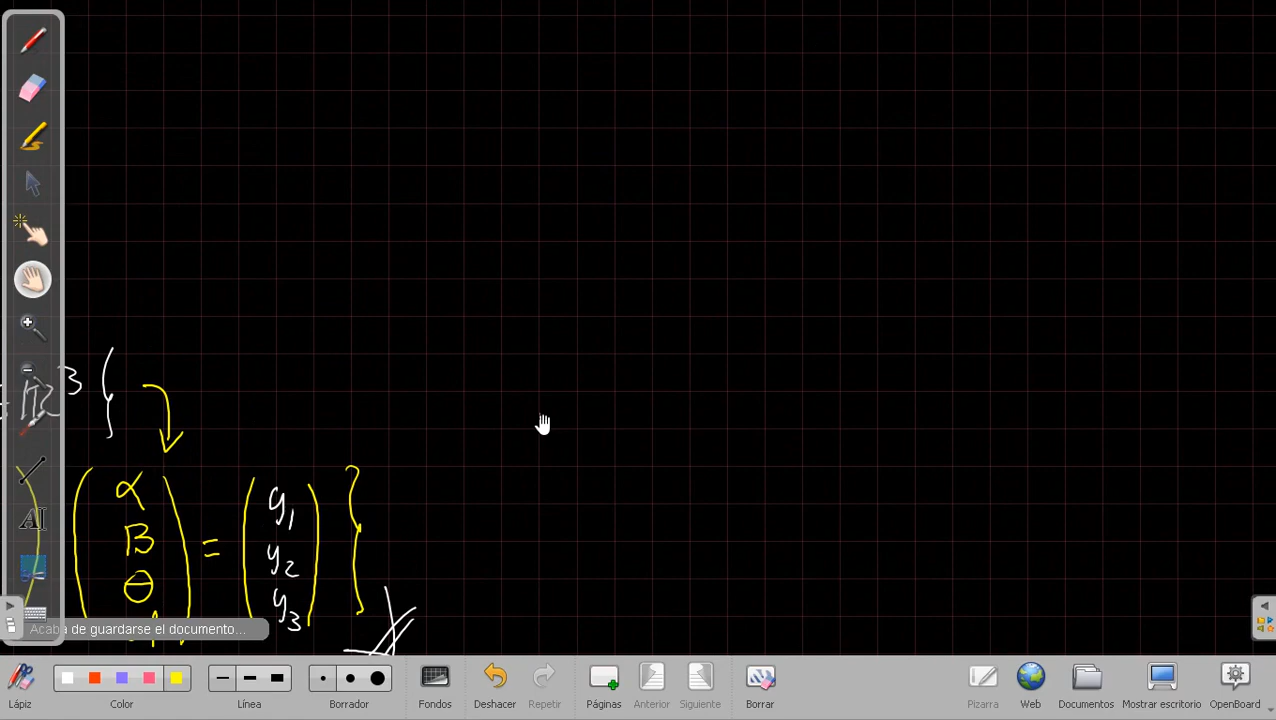 ℝ^3 {
( α β θ ) = ( y1 y2 y3 ) }
Acaba de guardarse el documento...
Lápiz Color Línea Borrador Fondos Deshacer Repetir Páginas Anterior Siguiente Borrar Pizarra Web Documentos Mostrar escritorio OpenBoard